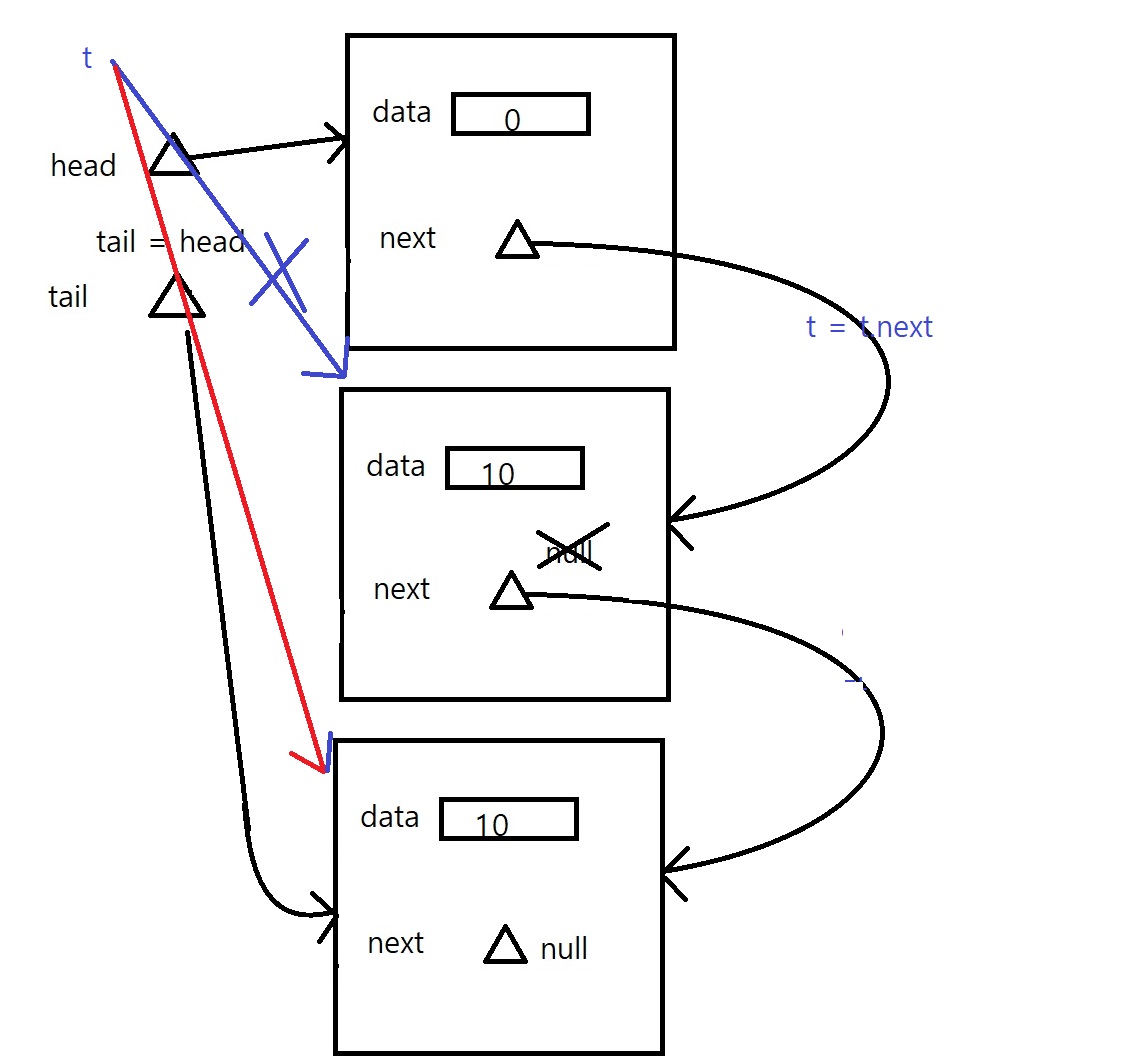 t
data 0
head
next
tail = head
tail
t = t.next
data 10
null
next
data 10
next null